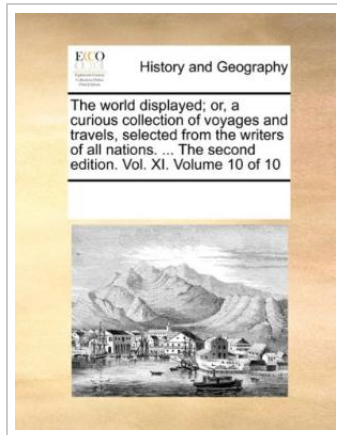 ECCO
History and Geography
The world displayed; or, a
curious collection of voyages and
travels, selected from the writers
of all nations. ... The second
edition. Vol. XI. Volume 10 of 10